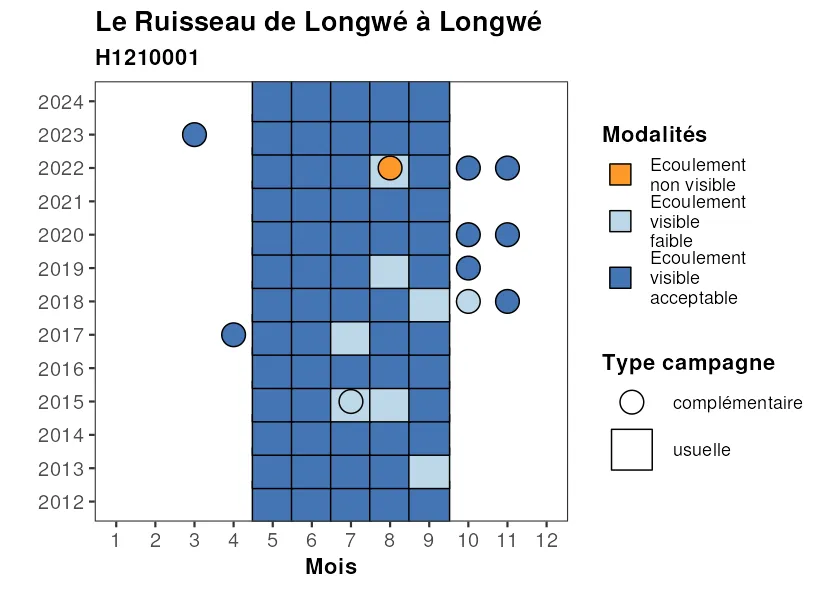 Le Ruisseau de Longwé à Longwé
H1210001
2024
2023
2022
2021
2020
2019
2018
2017
2016
2015
2014
2013
2012
1 2 3 4 5 6 7 8 9 10 11 12
Mois
Modalités
Ecoulement
non visible
Ecoulement
visible
faible
Ecoulement
visible
acceptable
Type campagne
complémentaire
usuelle